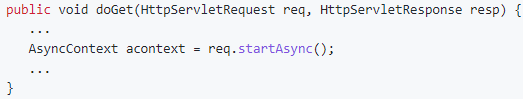 public void doGet(HttpServletRequest req, HttpServletResponse resp) {
   ...
   AsyncContext acontext = req.startAsync();
   ...
}